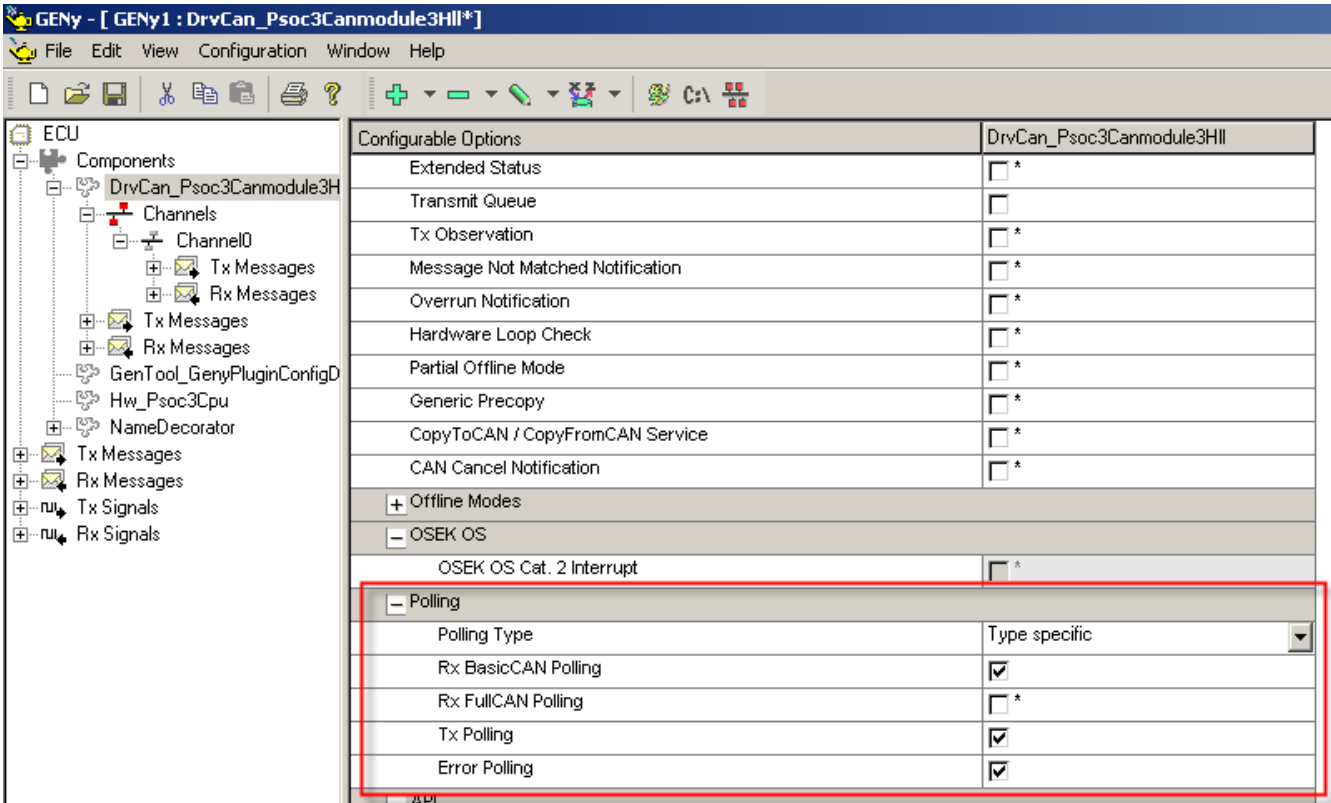 GENy - [ GENy1 : DrvCan_Psoc3Canmodule3Hll*]
File Edit View Configuration Window Help
C:\
ECU
Components
DrvCan_Psoc3Canmodule3H
Channels
Channel0
Tx Messages
Rx Messages
Tx Messages
Rx Messages
GenTool_GenyPluginConfigD
Hw_Psoc3Cpu
NameDecorator
Tx Messages
Rx Messages
Tx Signals
Rx Signals
Configurable Options DrvCan_Psoc3Canmodule3Hll
Extended Status *
Transmit Queue
Tx Observation *
Message Not Matched Notification *
Overrun Notification *
Hardware Loop Check *
Partial Offline Mode *
Generic Precopy *
CopyToCAN / CopyFromCAN Service *
CAN Cancel Notification *
Offline Modes
OSEK OS
OSEK OS Cat. 2 Interrupt *
Polling
Polling Type Type specific
Rx BasicCAN Polling
Rx FullCAN Polling *
Tx Polling
Error Polling
API